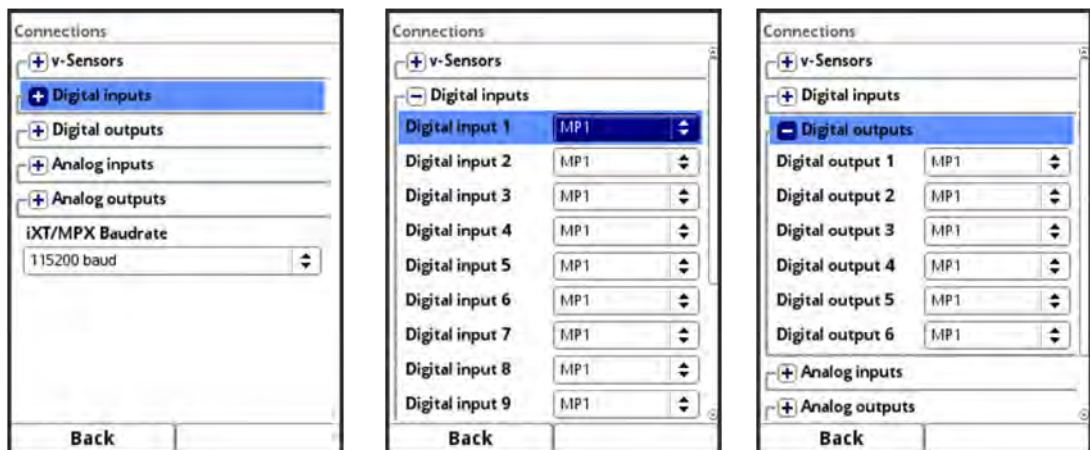 Connections
v-Sensors
Digital inputs
Digital outputs
Analog inputs
Analog outputs
iXT/MPX Baudrate
115200 baud
Back
Connections
v-Sensors
Digital inputs
Digital input 1 MP1
Digital input 2 MP1
Digital input 3 MP1
Digital input 4 MP1
Digital input 5 MP1
Digital input 6 MP1
Digital input 7 MP1
Digital input 8 MP1
Digital input 9 MP1
Back
Connections
v-Sensors
Digital inputs
Digital outputs
Digital output 1 MP1
Digital output 2 MP1
Digital output 3 MP1
Digital output 4 MP1
Digital output 5 MP1
Digital output 6 MP1
Analog inputs
Analog outputs
Back